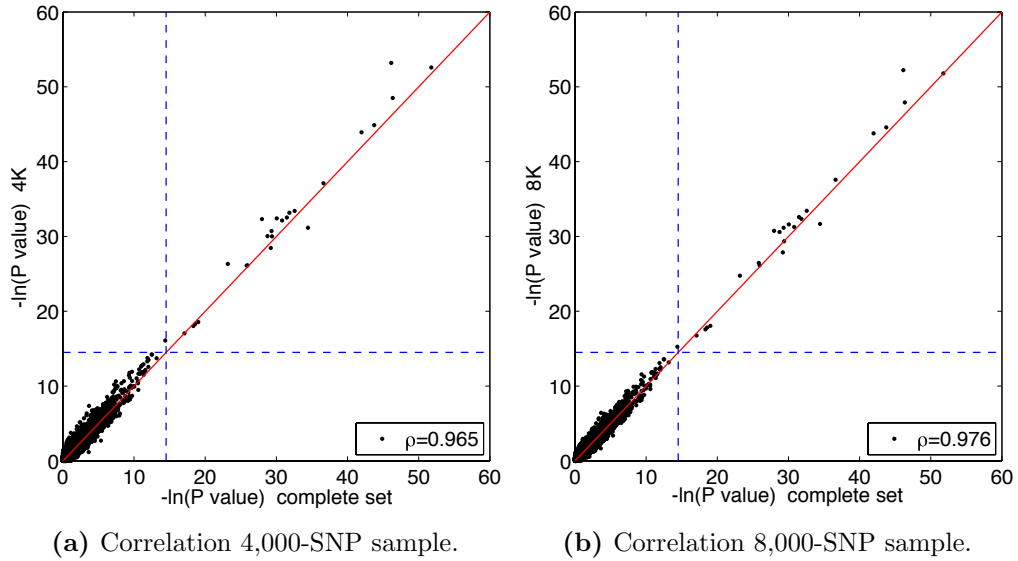 60
50
40
30
20
10
0
-ln(P value) 4K
0 10 20 30 40 50 60
-ln(P value) complete set
ρ=0.965
(a) Correlation 4,000-SNP sample.
60
50
40
30
20
10
0
-ln(P value) 8K
0 10 20 30 40 50 60
-ln(P value) complete set
ρ=0.976
(b) Correlation 8,000-SNP sample.